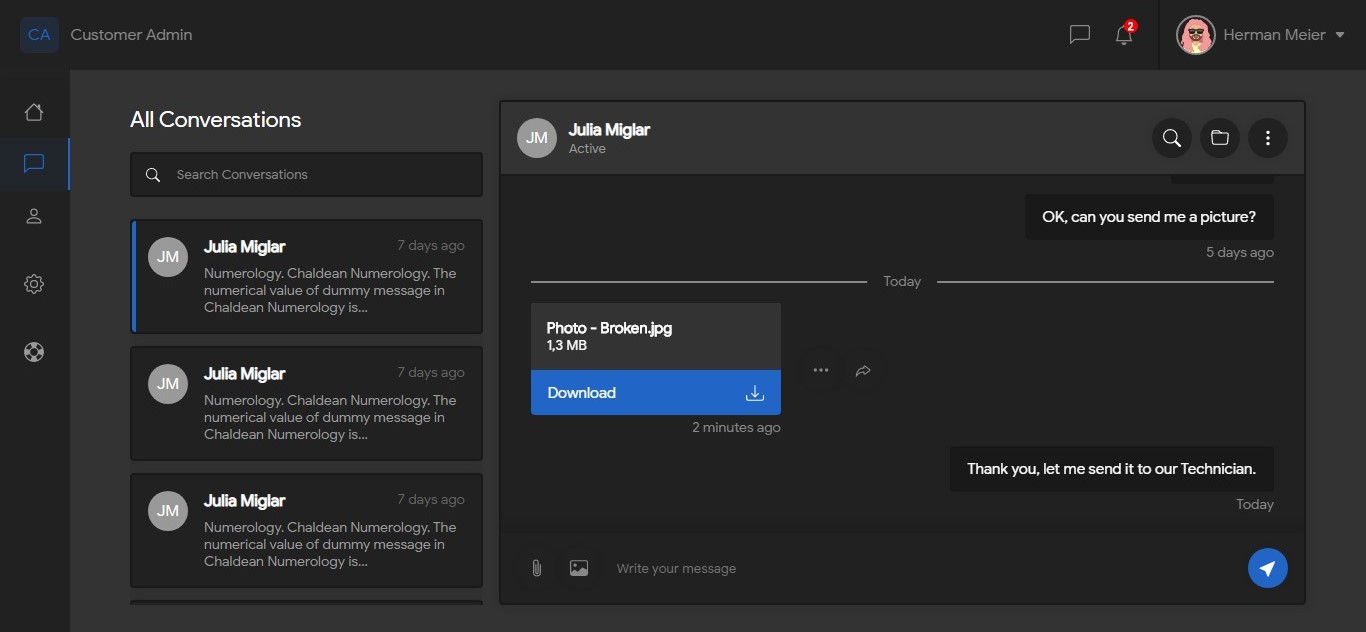 CA
Customer Admin
2
Herman Meier
All Conversations
Search Conversations
JM
Julia Miglar
7 days ago
Numerology. Chaldean Numerology. The
numerical value of dummy message in
Chaldean Numerology is...
JM
Julia Miglar
7 days ago
Numerology. Chaldean Numerology. The
numerical value of dummy message in
Chaldean Numerology is...
JM
Julia Miglar
7 days ago
Numerology. Chaldean Numerology. The
numerical value of dummy message in
Chaldean Numerology is...
JM
Julia Miglar
Active
OK, can you send me a picture?
5 days ago
Today
Photo - Broken.jpg
1,3 MB
Download
2 minutes ago
Thank you, let me send it to our Technician.
Today
Write your message